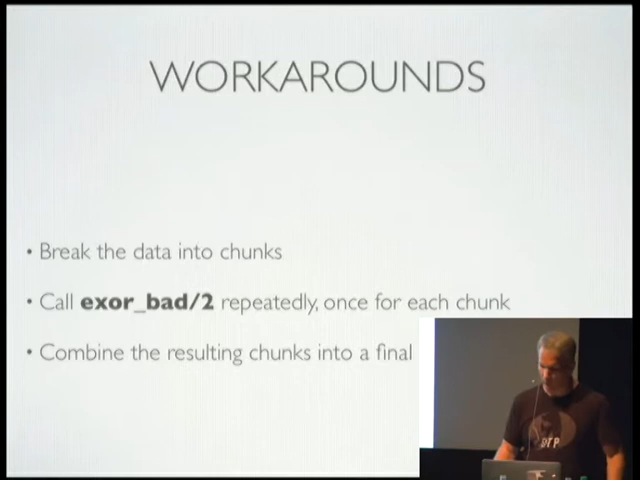 WORKAROUNDS
• Break the data into chunks
• Call exor_bad/2 repeatedly, once for each chunk
• Combine the resulting chunks into a final